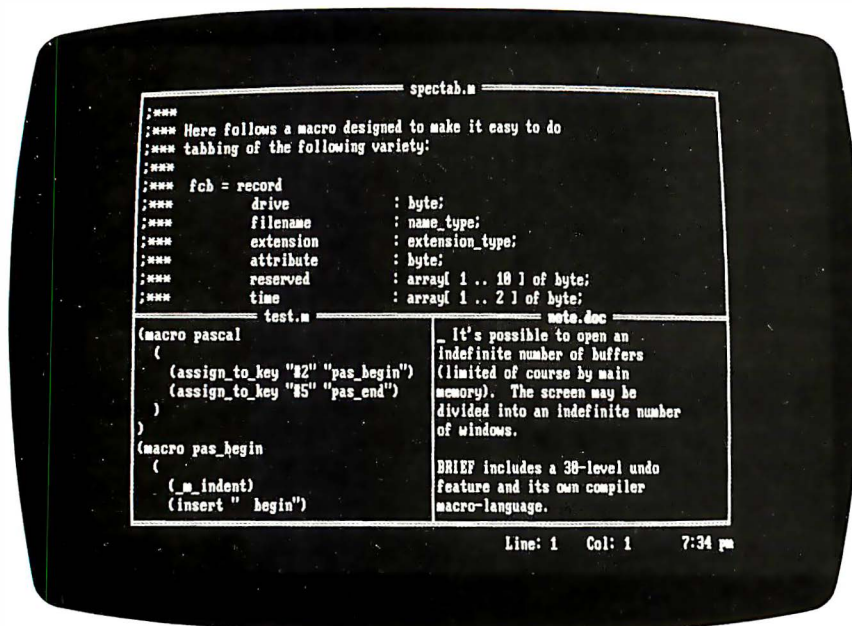 spectab.m
;***
;*** Here follows a macro designed to make it easy to do
;*** tabbing of the following variety:
;***
;*** fcb = record
;*** drive : byte;
;*** filename : name_type;
;*** extension : extension_type;
;*** attribute : byte;
;*** reserved : array[ 1 .. 10 ] of byte;
;*** time : array[ 1 .. 2 ] of byte;
test.m
(macro pascal
(
(assign_to_key "#2" "pas_begin")
(assign_to_key "#5" "pas_end")
)
)
(macro pas_begin
(
(_m_indent)
(insert " begin")
note.doc
_ It's possible to open an
indefinite number of buffers
(limited of course by main
memory). The screen may be
divided into an indefinite number
of windows.
BRIEF includes a 30-level undo
feature and its own compiler
macro-language.
Line: 1 Col: 1 7:34 pm